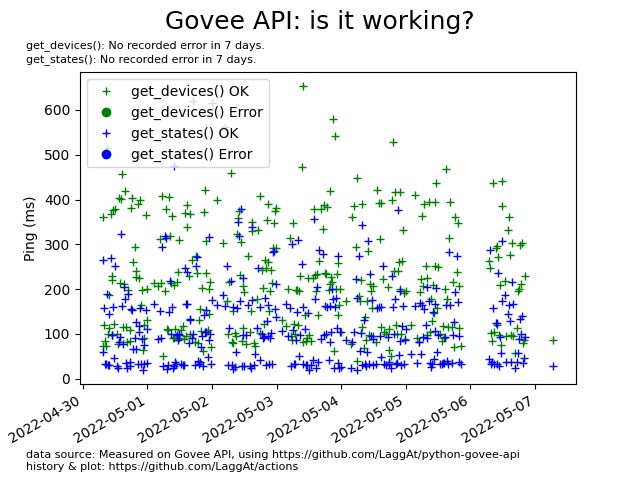 Govee API: is it working?
get_devices(): No recorded error in 7 days.
get_states(): No recorded error in 7 days.
get_devices() OK
get_devices() Error
get_states() OK
get_states() Error
Ping (ms)
600
500
400
300
200
100
0
2022-04-30
2022-05-01
2022-05-02
2022-05-03
2022-05-04
2022-05-05
2022-05-06
2022-05-07
data source: Measured on Govee API, using https://github.com/LaggAt/python-govee-api
history & plot: https://github.com/LaggAt/actions